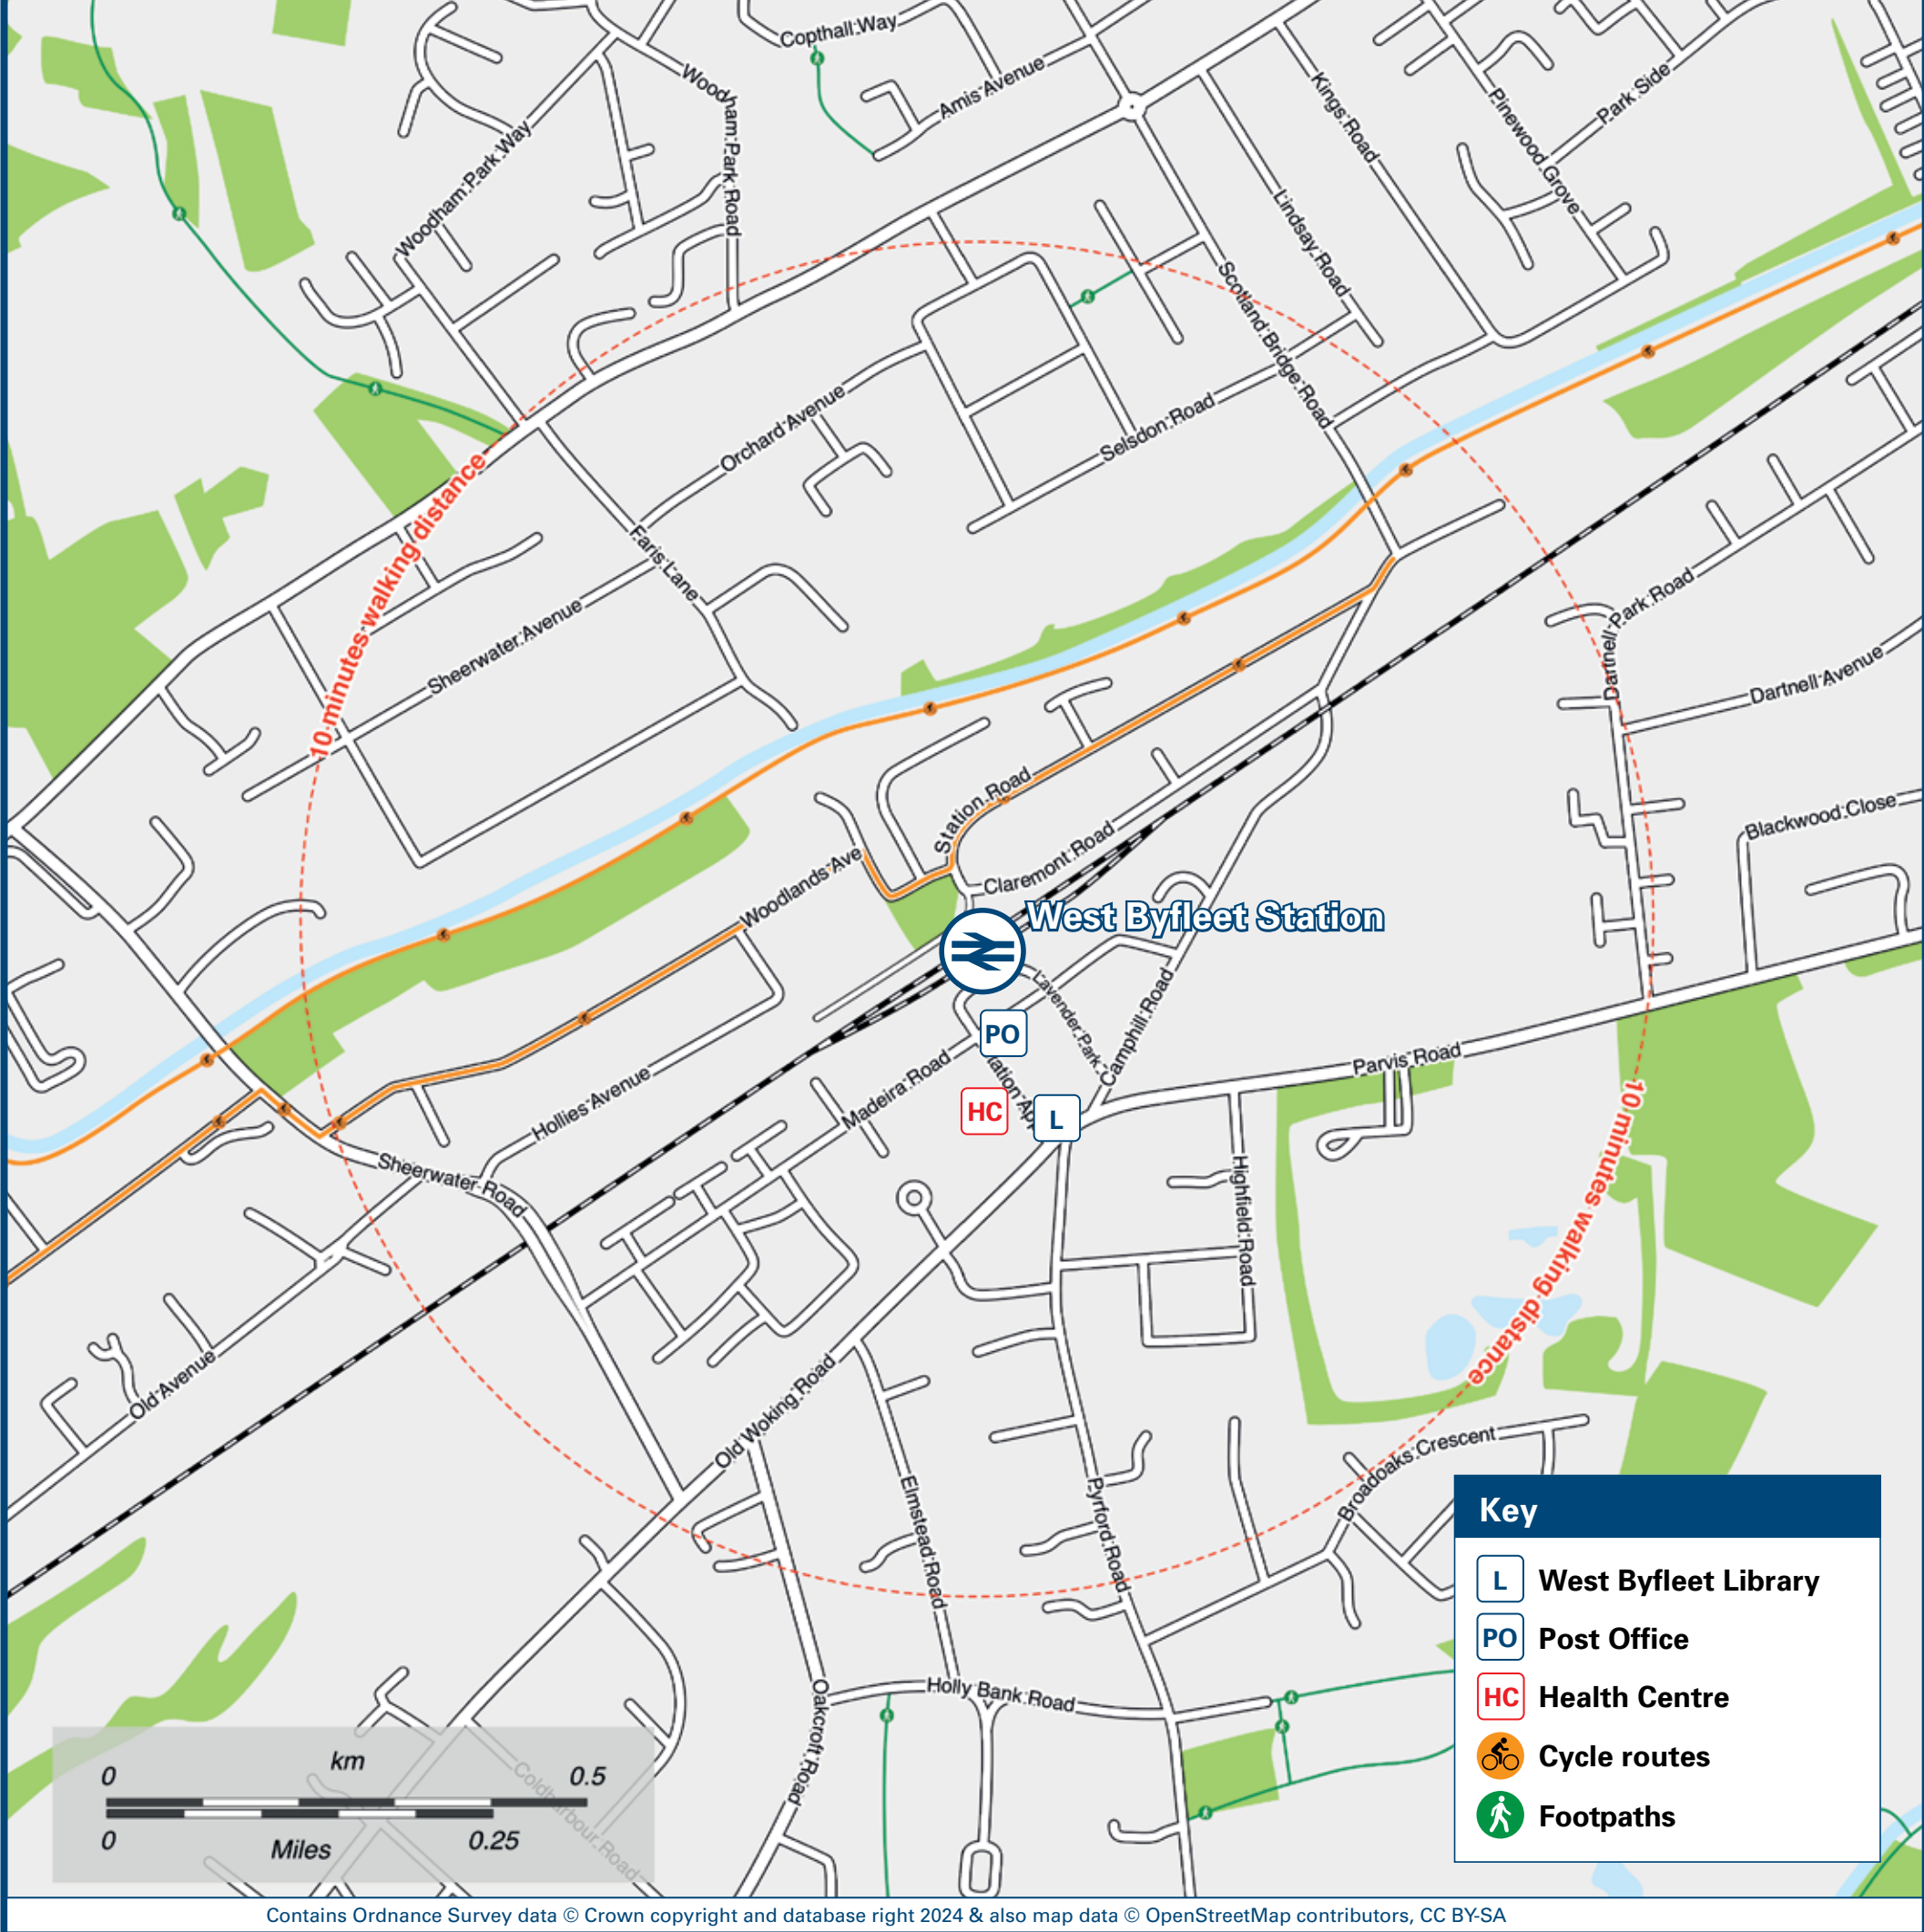 Copthall Way
Amis Avenue
Woodham Park Road
Woodham Park Way
Kings Road
Pinewood Grove
Park Side
Lindsay Road
Scotland Bridge Road
Orchard Avenue
Selsdon Road
10 minutes walking distance
Faris Lane
Sheerwater Avenue
Dartnell Park Road
Dartnell Avenue
Station Road
Claremont Road
Blackwood Close
Woodlands Ave
West Byfleet Station
Lavender Park
Camphill Road
PO
Madeira Road
Parvis Road
HC
L
Hollies Avenue
Sheerwater Road
Highfield Road
10 minutes walking distance
Old Avenue
Old Woking Road
Elmstead Road
Pyrford Road
Broadoaks Crescent
Holly Bank Road
Oakcroft Road
Coldharbour Road
Key
L West Byfleet Library
PO Post Office
HC Health Centre
Cycle routes
Footpaths
km
0 0.5
0 0.25
Miles
Contains Ordnance Survey data © Crown copyright and database right 2024 & also map data © OpenStreetMap contributors, CC BY-SA